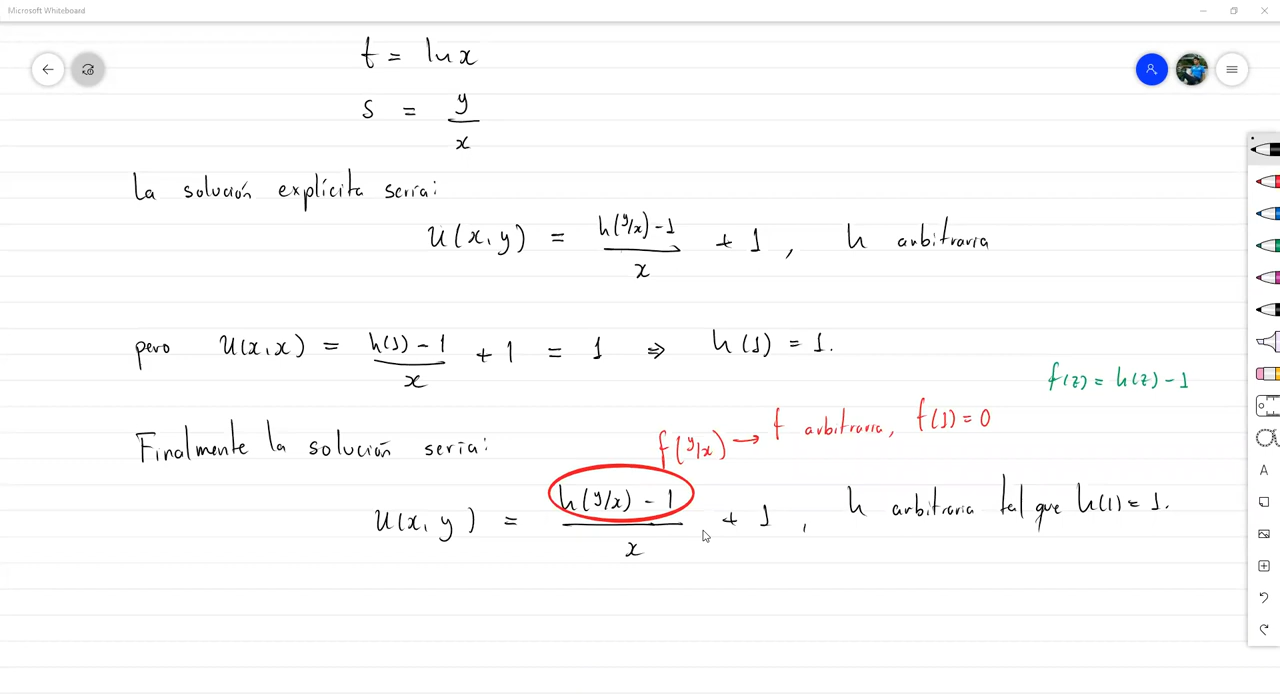 Microsoft Whiteboard
t = ln x
s = y/x
La solución explícita sería:
u(x,y) = (h(y/x) - 1)/x + 1, h arbitraria
pero u(x,x) = (h(1) - 1)/x + 1 = 1 ⇒ h(1) = 1.
f(z) = h(z) - 1
f(y/x) → f arbitraria, f(1) = 0
Finalmente la solución sería:
u(x,y) = (h(y/x) - 1)/x + 1, h arbitraria tal que h(1) = 1.
A